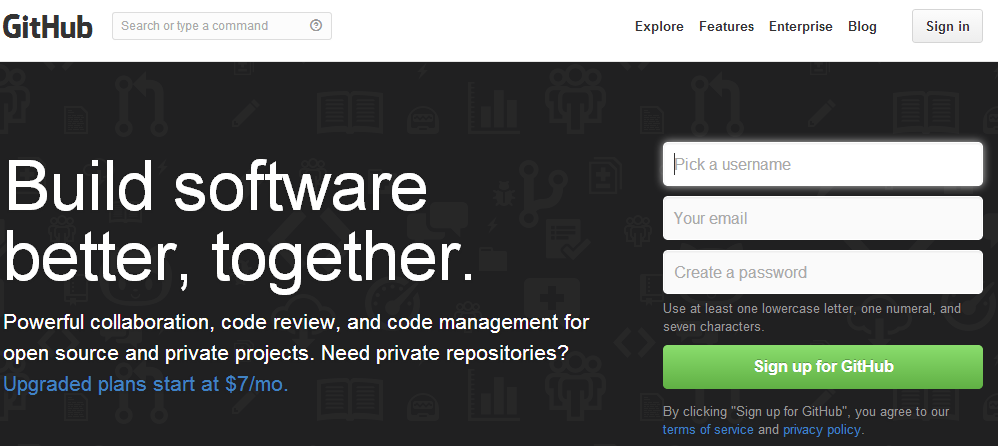 GitHub
Search or type a command
Explore Features Enterprise Blog
Sign in
Build software
better, together.
Powerful collaboration, code review, and code management for
open source and private projects. Need private repositories?
Upgraded plans start at $7/mo.
Pick a username
Your email
Create a password
Use at least one lowercase letter, one numeral, and
seven characters.
Sign up for GitHub
By clicking "Sign up for GitHub", you agree to our
terms of service and privacy policy.